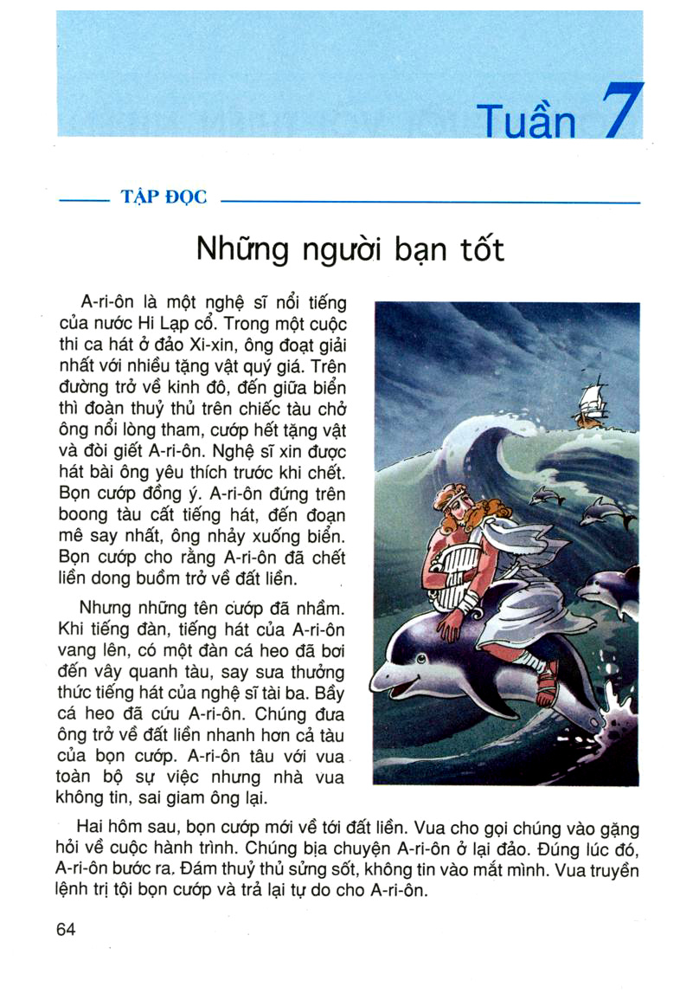 Tuần 7
TẬP ĐỌC
Những người bạn tốt
A-ri-ôn là một nghệ sĩ nổi tiếng
của nước Hi Lạp cổ. Trong một cuộc
thi ca hát ở đảo Xi-xin, ông đoạt giải
nhất với nhiều tặng vật quý giá. Trên
đường trở về kinh đô, đến giữa biển
thì đoàn thuỷ thủ trên chiếc tàu chở
ông nổi lòng tham, cướp hết tặng vật
và đòi giết A-ri-ôn. Nghệ sĩ xin được
hát bài ông yêu thích trước khi chết.
Bọn cướp đồng ý. A-ri-ôn đứng trên
boong tàu cất tiếng hát, đến đoạn
mê say nhất, ông nhảy xuống biển.
Bọn cướp cho rằng A-ri-ôn đã chết
liền dong buồm trở về đất liền.
Nhưng những tên cướp đã nhầm.
Khi tiếng đàn, tiếng hát của A-ri-ôn
vang lên, có một đàn cá heo đã bơi
đến vây quanh tàu, say sưa thưởng
thức tiếng hát của nghệ sĩ tài ba. Bầy
cá heo đã cứu A-ri-ôn. Chúng đưa
ông trở về đất liền nhanh hơn cả tàu
của bọn cướp. A-ri-ôn tâu với vua
toàn bộ sự việc nhưng nhà vua
không tin, sai giam ông lại.
Hai hôm sau, bọn cướp mới về tới đất liền. Vua cho gọi chúng vào gặng
hỏi về cuộc hành trình. Chúng bịa chuyện A-ri-ôn ở lại đảo. Đúng lúc đó,
A-ri-ôn bước ra. Đám thuỷ thủ sửng sốt, không tin vào mắt mình. Vua truyền
lệnh trị tội bọn cướp và trả lại tự do cho A-ri-ôn.
64